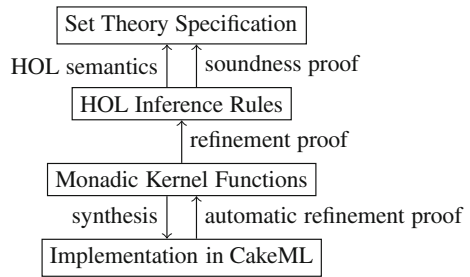 Set Theory Specification
HOL semantics soundness proof
HOL Inference Rules
refinement proof
Monadic Kernel Functions
synthesis automatic refinement proof
Implementation in CakeML